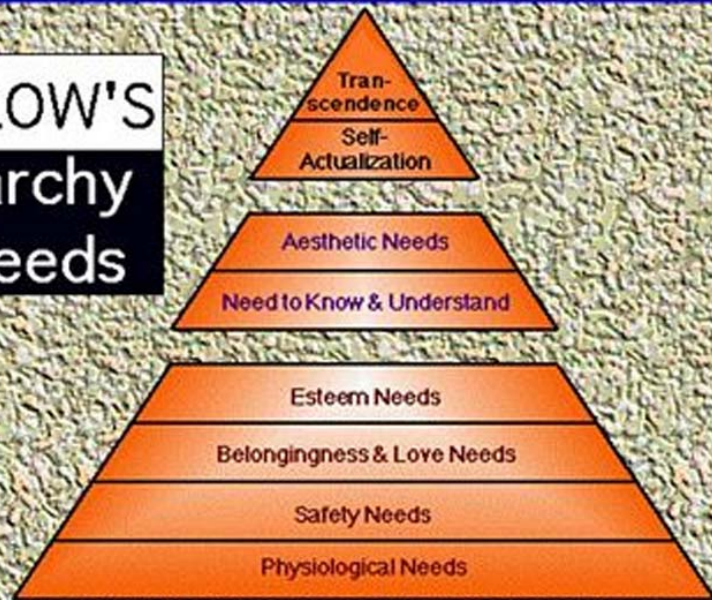 LOW'S
archy
eeds
Tran-
scendence
Self-
Actualization
Aesthetic Needs
Need to Know & Understand
Esteem Needs
Belongingness & Love Needs
Safety Needs
Physiological Needs